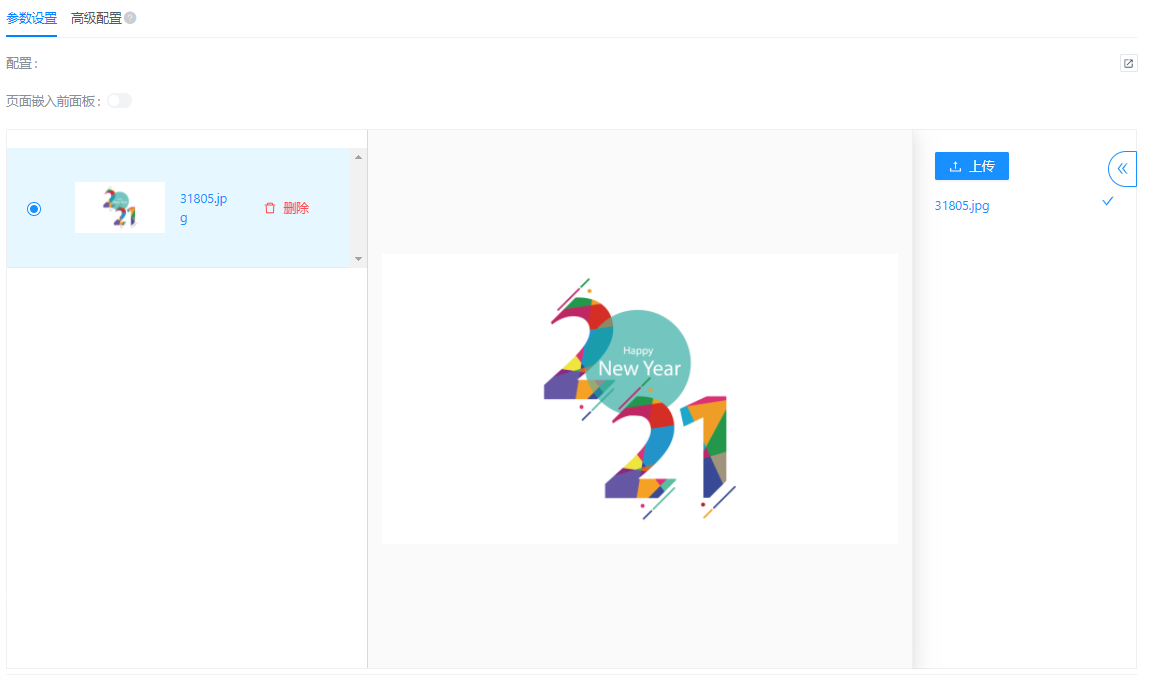 参数设置 高级配置
配置：
页面嵌入前面板：
31805.jp
g
删除
Happy
New Year
2021
上传
31805.jpg